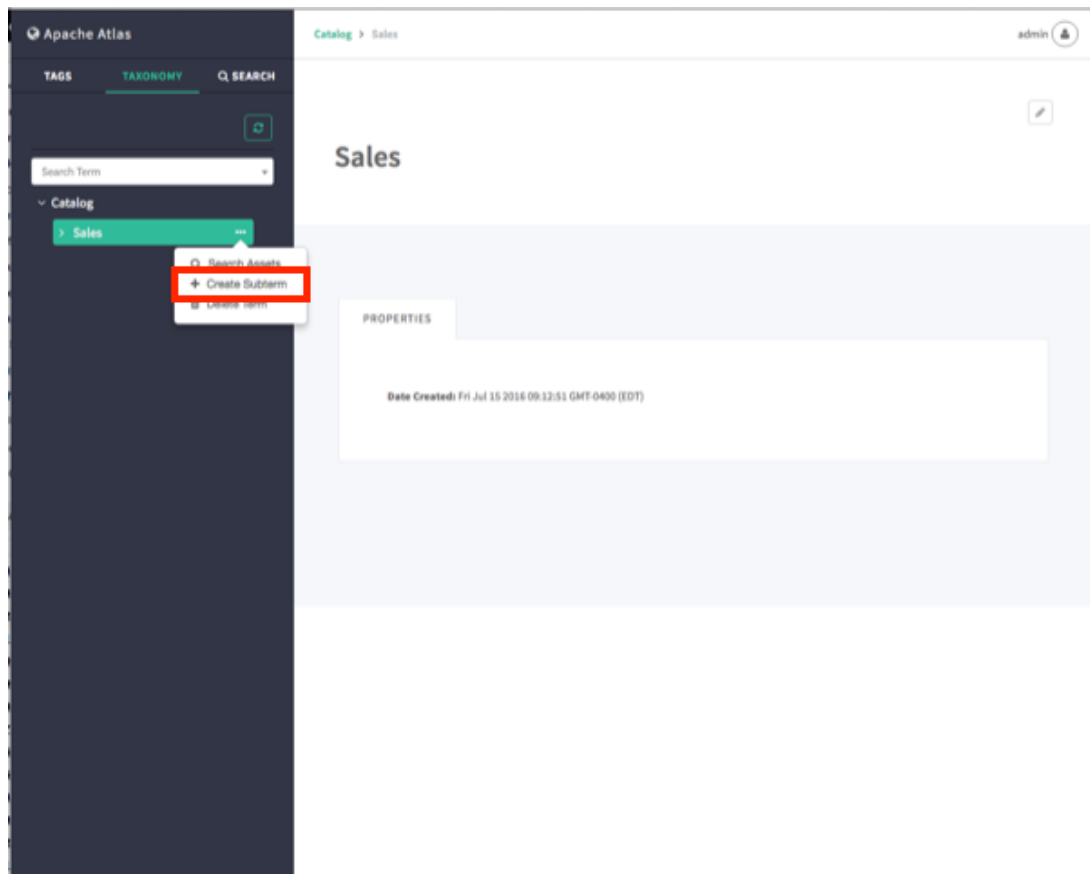 Apache Atlas
Catalog > Sales
admin
TAGS TAXONOMY SEARCH
Sales
Search Term
Catalog
> Sales ...
Search Assets
+ Create Subterm
Delete Term
PROPERTIES
Date Created: Fri Jul 15 2016 09:12:51 GMT-0400 (EDT)